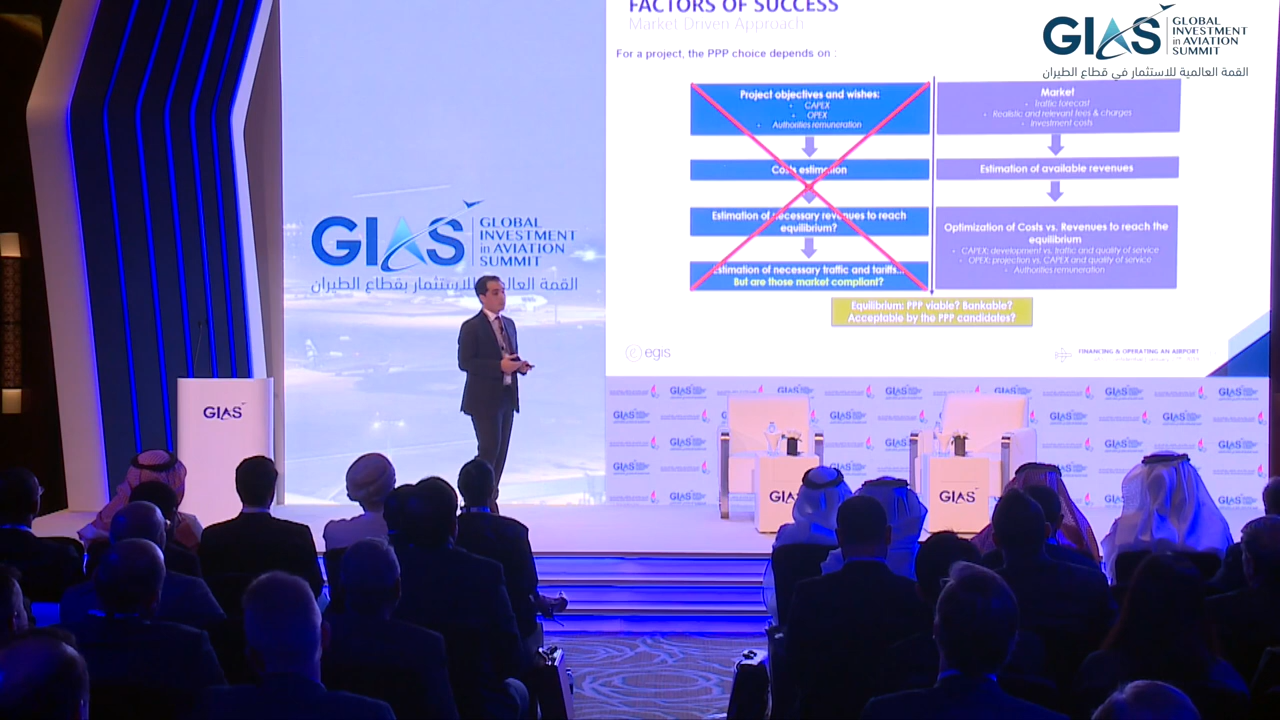 FACTORS OF SUCCESS
Market Driven Approach
For a project, the PPP choice depends on :
Project objectives and wishes:
- CAPEX
- OPEX
- Authorities remuneration
Costs estimation
Estimation of necessary revenues to reach
equilibrium?
Estimation of necessary traffic and tariffs...
But are those market compliant?
Market
- Traffic forecast
- Realistic and relevant fees & charges
- Investment costs
Estimation of available revenues
Optimization of Costs vs. Revenues to reach the
equilibrium
- CAPEX: development vs. traffic and quality of service
- OPEX: projection vs. CAPEX and quality of service
- Authorities remuneration
Equilibrium: PPP viable? Bankable?
Acceptable by the PPP candidates?
egis
FINANCING & OPERATING AN AIRPORT
GIAS
GLOBAL
INVESTMENT
in AVIATION
SUMMIT
القمة العالمية للاستثمار في قطاع الطيران
GIAS
GLOBAL
INVESTMENT
in AVIATION
SUMMIT
للاستثمار بقطاع الطيران
GIAS
GIAS
GIAS